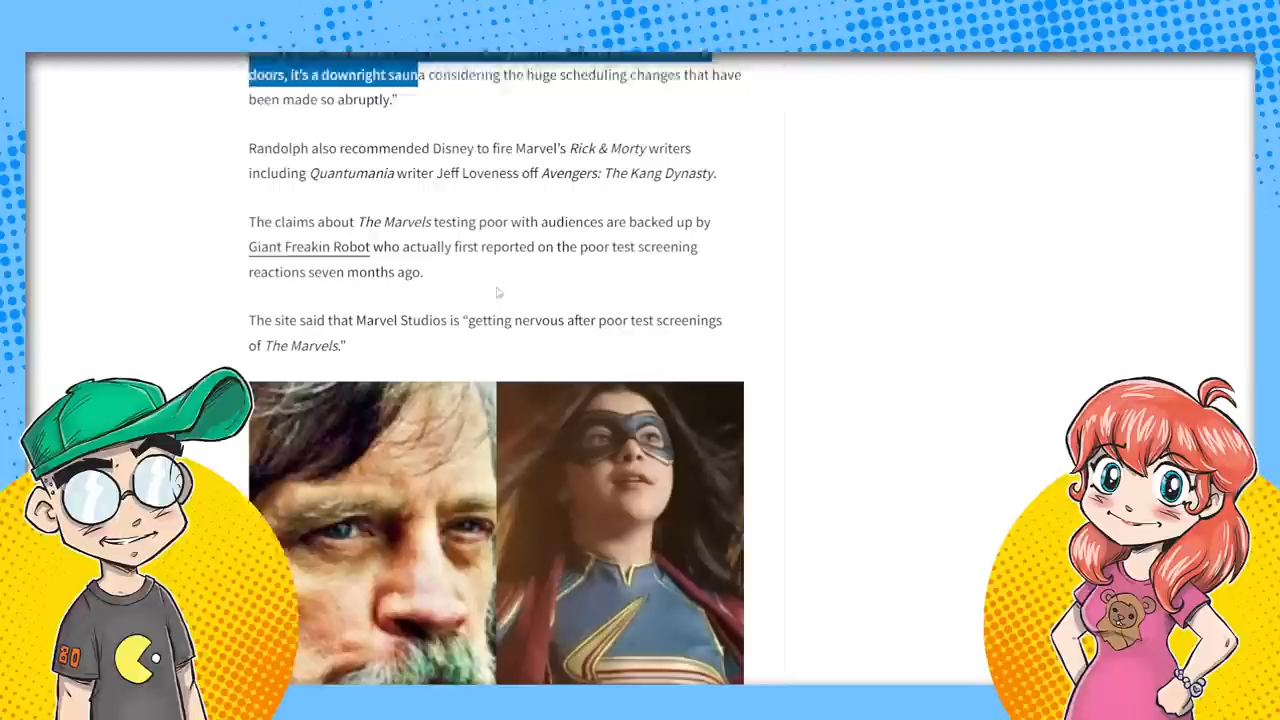 doors, it's a downright sauna considering the huge scheduling changes that have
been made so abruptly.”
Randolph also recommended Disney to fire Marvel’s Rick & Morty writers
including Quantumania writer Jeff Loveness off Avengers: The Kang Dynasty.
The claims about The Marvels testing poor with audiences are backed up by
Giant Freakin Robot who actually first reported on the poor test screening
reactions seven months ago.
The site said that Marvel Studios is “getting nervous after poor test screenings
of The Marvels.”
80